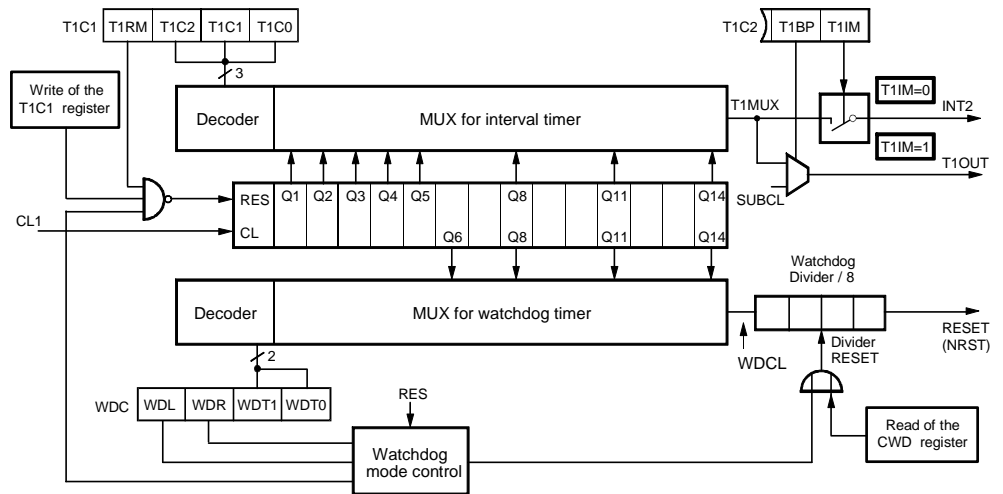 T1C1 T1RM T1C2 T1C1 T1C0
T1C2 T1BP T1IM
3
Write of the
T1C1 register
Decoder
MUX for interval timer
T1MUX
T1IM=0
INT2
T1IM=1
T1OUT
SUBCL
RES Q1 Q2 Q3 Q4 Q5 Q8 Q11 Q14
CL1
CL
Q6 Q8 Q11 Q14
Decoder
MUX for watchdog timer
Watchdog
Divider / 8
RESET
(NRST)
WDCL
Divider
RESET
2
WDC WDL WDR WDT1 WDT0
RES
Watchdog
mode control
Read of the
CWD register